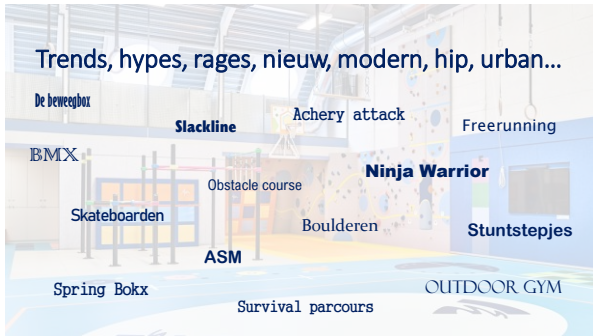 Trends, hypes, rages, nieuw, modern, hip, urban...
De beweegbox
Slackline
Achery attack
Freerunning
BMX
Obstacle course
Ninja Warrior
Skateboarden
Boulderen
Stuntstepjes
ASM
Spring Bokx
Survival parcours
OUTDOOR GYM